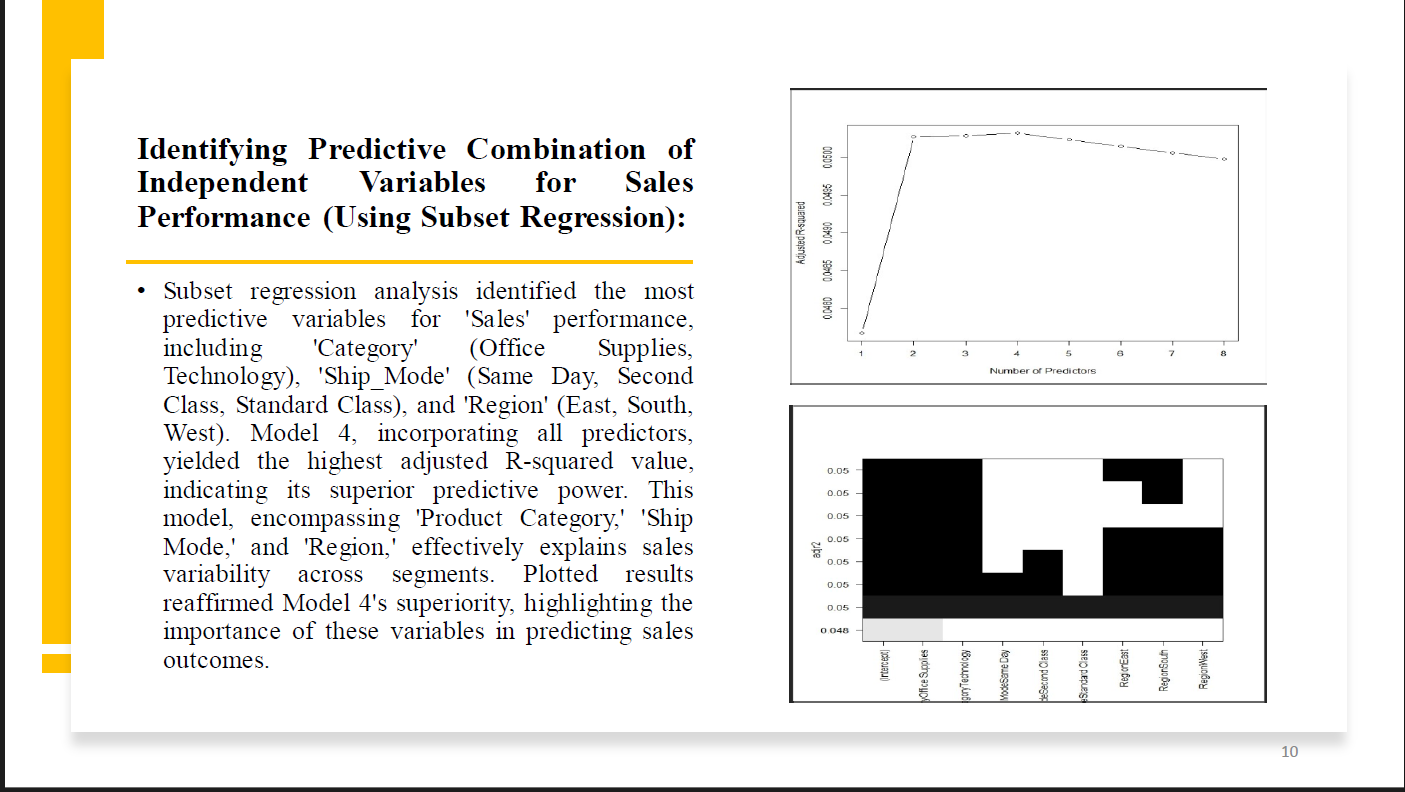 Identifying Predictive Combination of
Independent Variables for Sales
Performance (Using Subset Regression):
• Subset regression analysis identified the most
predictive variables for 'Sales' performance,
including 'Category' (Office Supplies,
Technology), 'Ship_Mode' (Same Day, Second
Class, Standard Class), and 'Region' (East, South,
West). Model 4, incorporating all predictors,
yielded the highest adjusted R-squared value,
indicating its superior predictive power. This
model, encompassing 'Product Category,' 'Ship
Mode,' and 'Region,' effectively explains sales
variability across segments. Plotted results
reaffirmed Model 4's superiority, highlighting the
importance of these variables in predicting sales
outcomes.
Adjusted R-squared
0.0500
0.0495
0.0490
0.0485
0.0480
1 2 3 4 5 6 7 8
Number of Predictors
adjr2
0.05
0.05
0.05
0.05
0.05
0.05
0.05
0.048
(Intercept)
yOffice Supplies
goryTechnology
ModeSame Day
deSecond Class
eStandard Class
RegionEast
RegionSouth
RegionWest
10